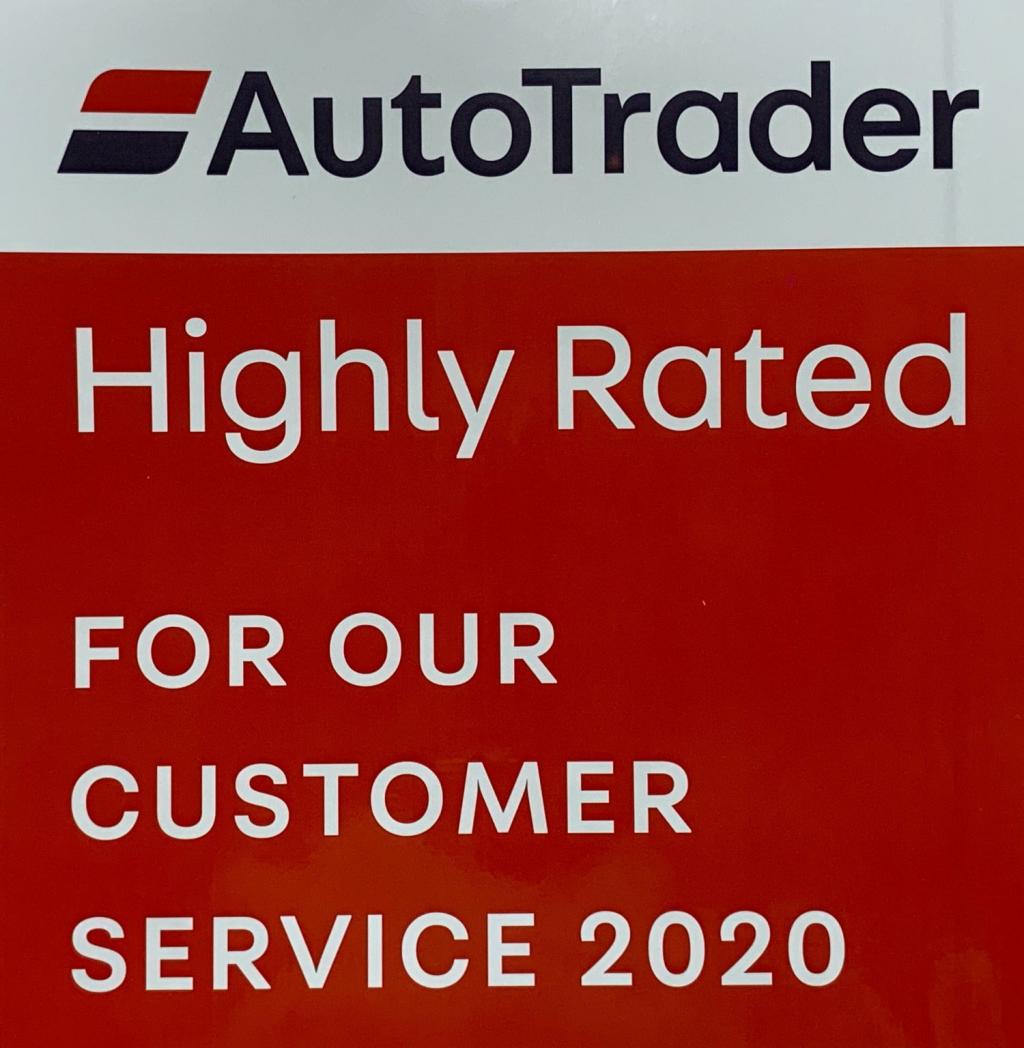 AutoTrader
Highly Rated
FOR OUR
CUSTOMER
SERVICE 2020